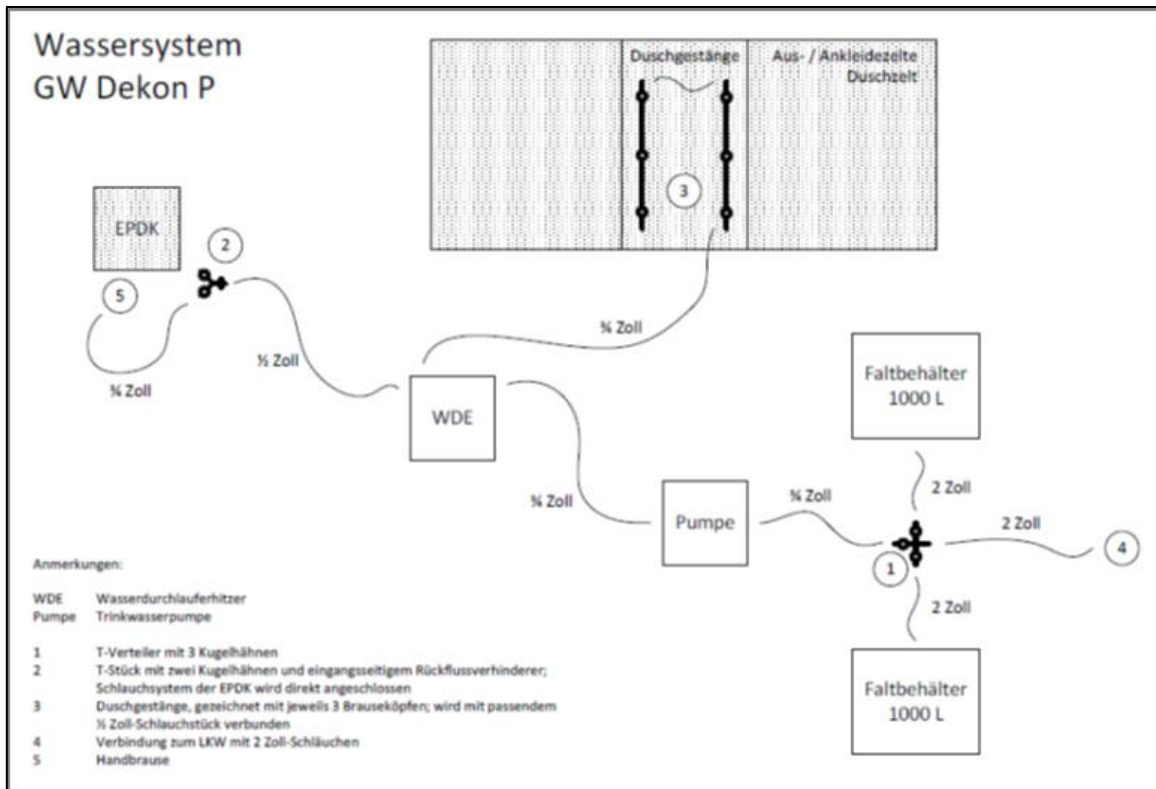 Wassersystem
GW Dekon P
Duschgestänge
Aus- / Ankleidezelte
Duschzelt
3
EPDK
2
5
¾ Zoll
½ Zoll
¾ Zoll
WDE
¾ Zoll
Pumpe
¾ Zoll
Faltbehälter
1000 L
2 Zoll
2 Zoll
4
1
2 Zoll
Faltbehälter
1000 L
Anmerkungen:
WDE Wasserdurchlauferhitzer
Pumpe Trinkwasserpumpe
1 T-Verteiler mit 3 Kugelhähnen
2 T-Stück mit zwei Kugelhähnen und eingangsseitigem Rückflussverhinderer;
Schlauchsystem der EPDK wird direkt angeschlossen
3 Duschgestänge, gezeichnet mit jeweils 3 Brauseköpfen; wird mit passendem
½ Zoll-Schlauchstück verbunden
4 Verbindung zum LKW mit 2 Zoll-Schläuchen
5 Handbrause